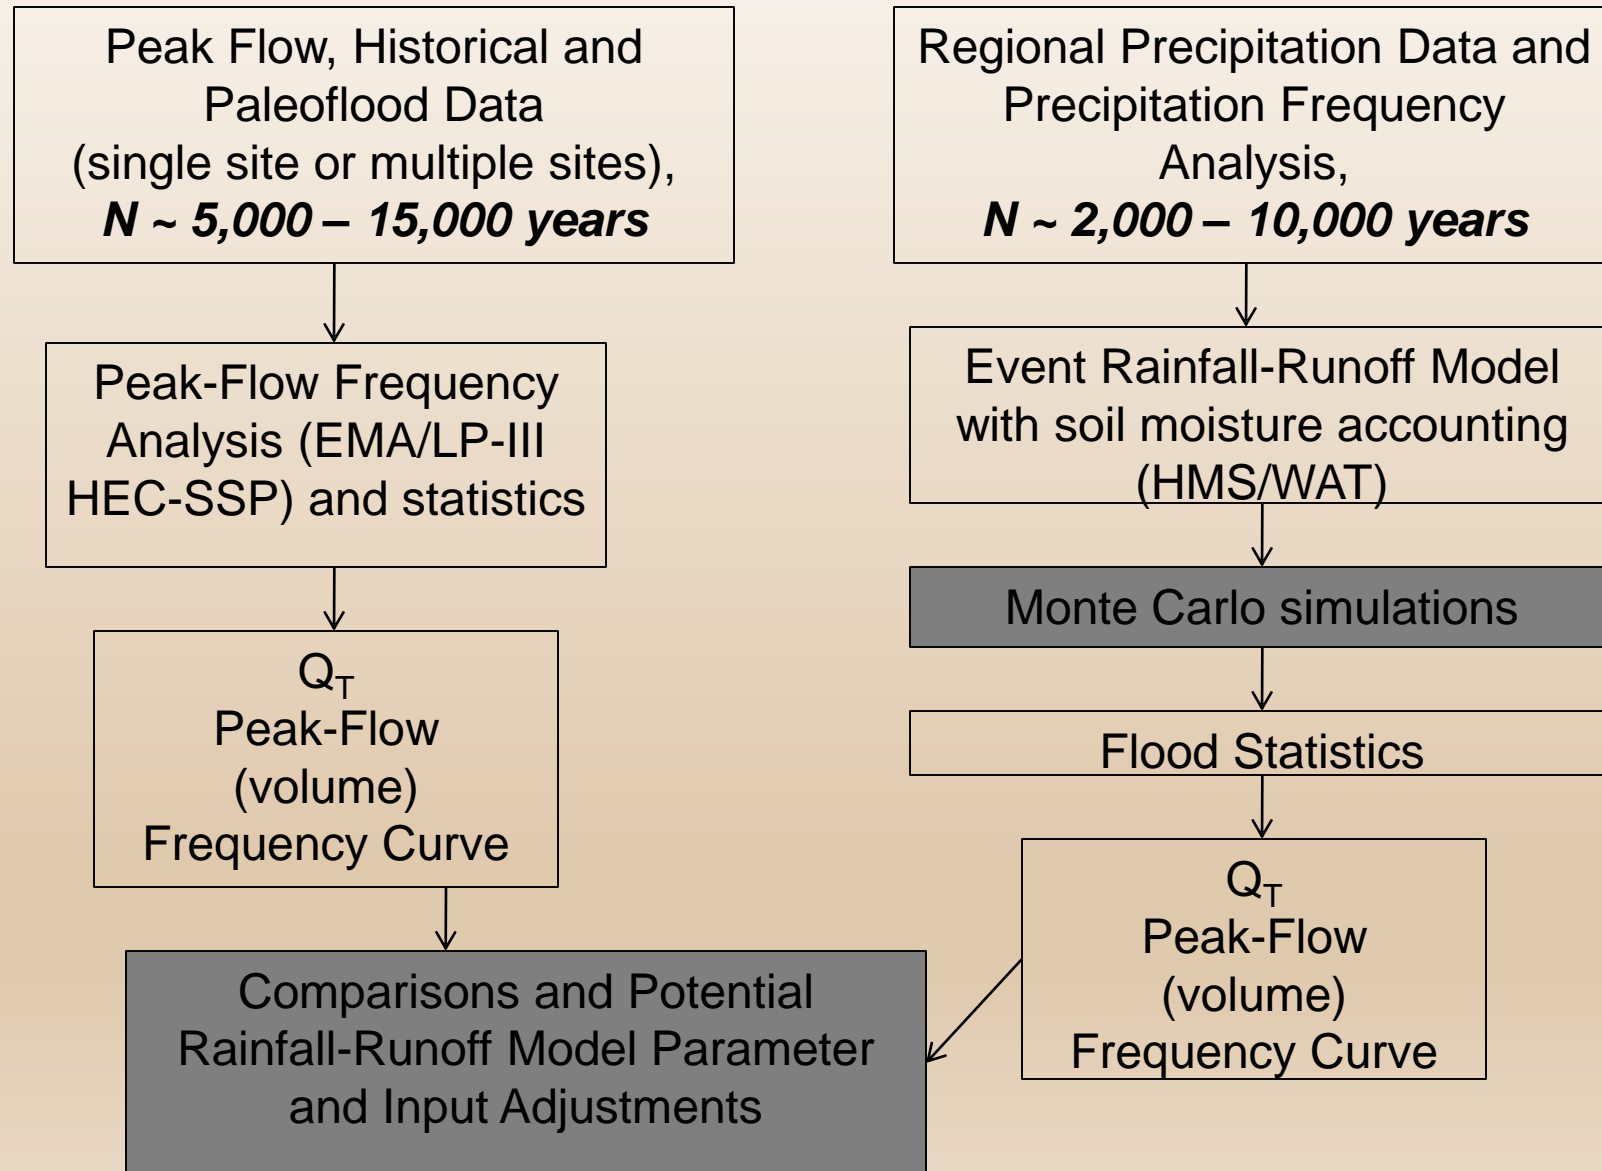 Peak Flow, Historical and
Paleoflood Data
(single site or multiple sites),
N ~ 5,000 – 15,000 years
Peak-Flow Frequency
Analysis (EMA/LP-III
HEC-SSP) and statistics
Q_T
Peak-Flow
(volume)
Frequency Curve
Regional Precipitation Data and
Precipitation Frequency
Analysis,
N ~ 2,000 – 10,000 years
Event Rainfall-Runoff Model
with soil moisture accounting
(HMS/WAT)
Monte Carlo simulations
Flood Statistics
Q_T
Peak-Flow
(volume)
Frequency Curve
Comparisons and Potential
Rainfall-Runoff Model Parameter
and Input Adjustments